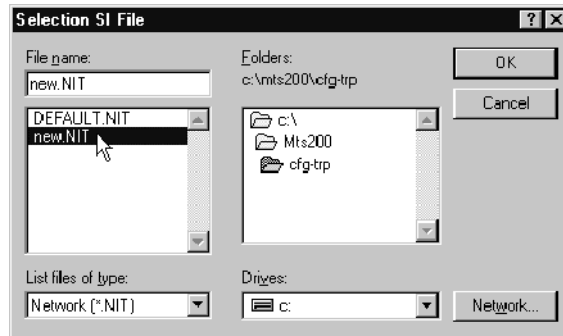 Selection SI File
File name:
new.NIT
DEFAULT.NIT
new.NIT
List files of type:
Network (*.NIT)
Folders:
c:\mts200\cfg-trp
c:\
Mts200
cfg-trp
Drives:
c:
OK
Cancel
Network...